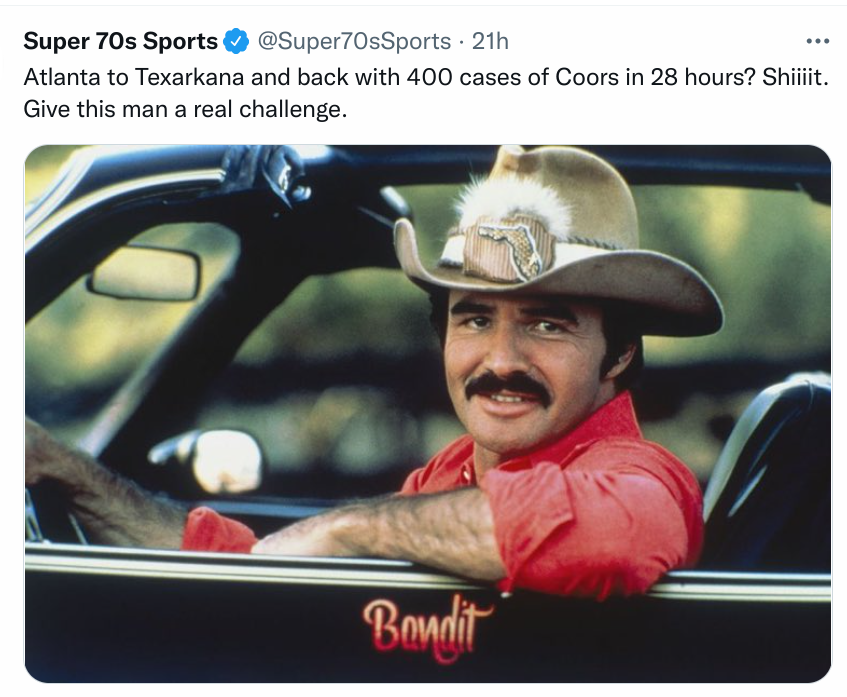 Super 70s Sports @Super70sSports · 21h
Atlanta to Texarkana and back with 400 cases of Coors in 28 hours? Shiiiit.
Give this man a real challenge.
Bandit